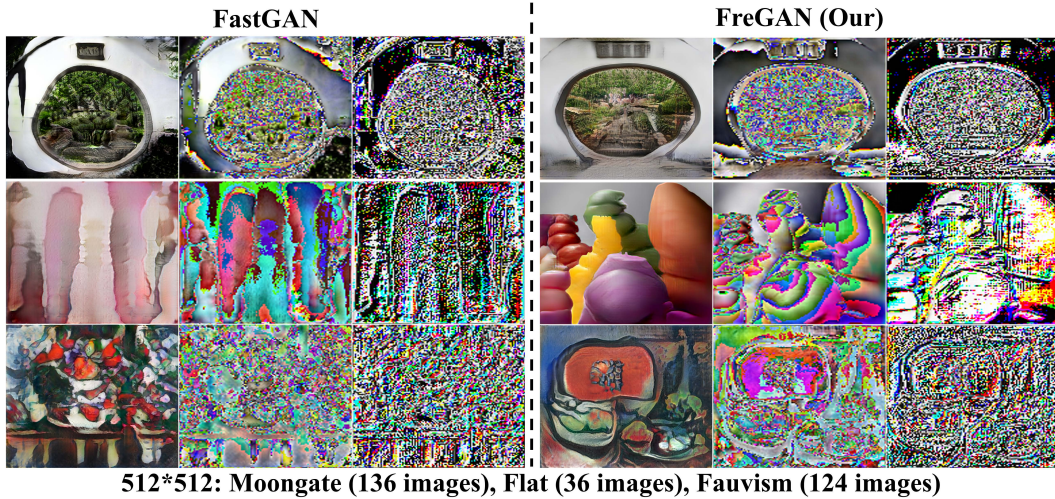 FastGAN
FreGAN (Our)
512*512: Moongate (136 images), Flat (36 images), Fauvism (124 images)